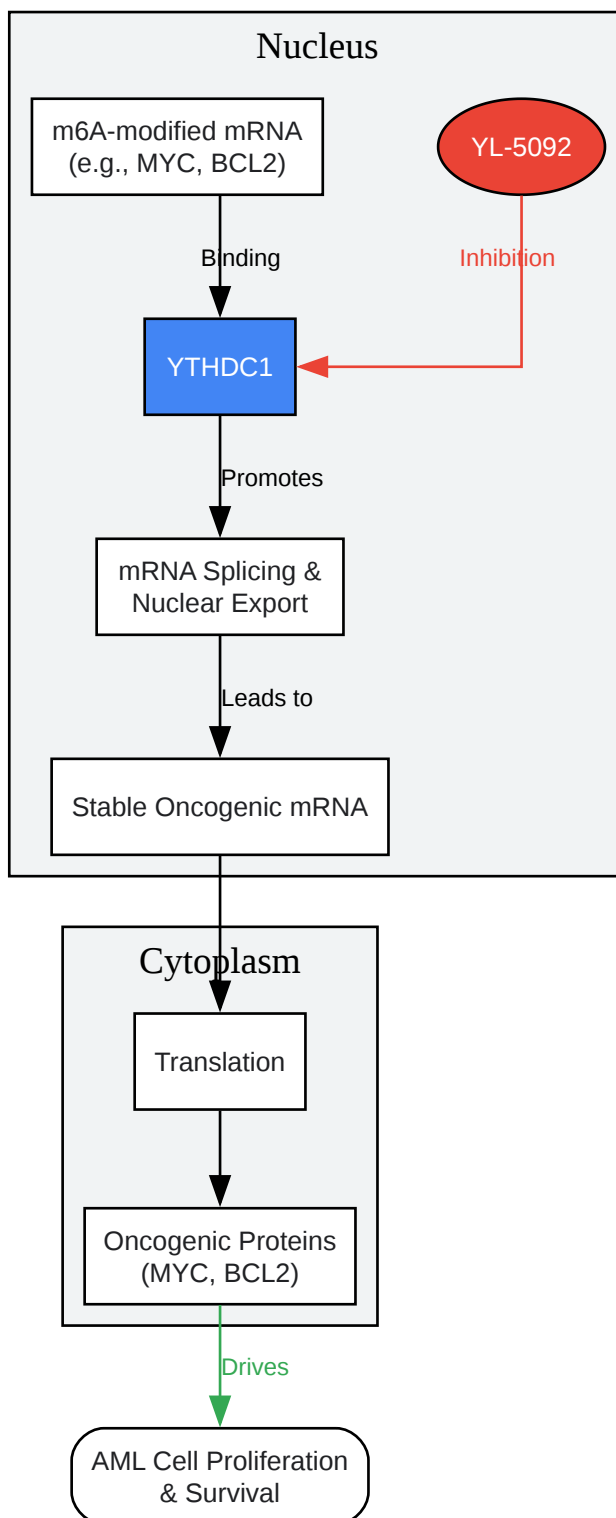 Nucleus
m6A-modified mRNA
(e.g., MYC, BCL2)
YL-5092
Binding
Inhibition
YTHDC1
Promotes
mRNA Splicing &
Nuclear Export
Leads to
Stable Oncogenic mRNA
Cytoplasm
Translation
Oncogenic Proteins
(MYC, BCL2)
Drives
AML Cell Proliferation
& Survival